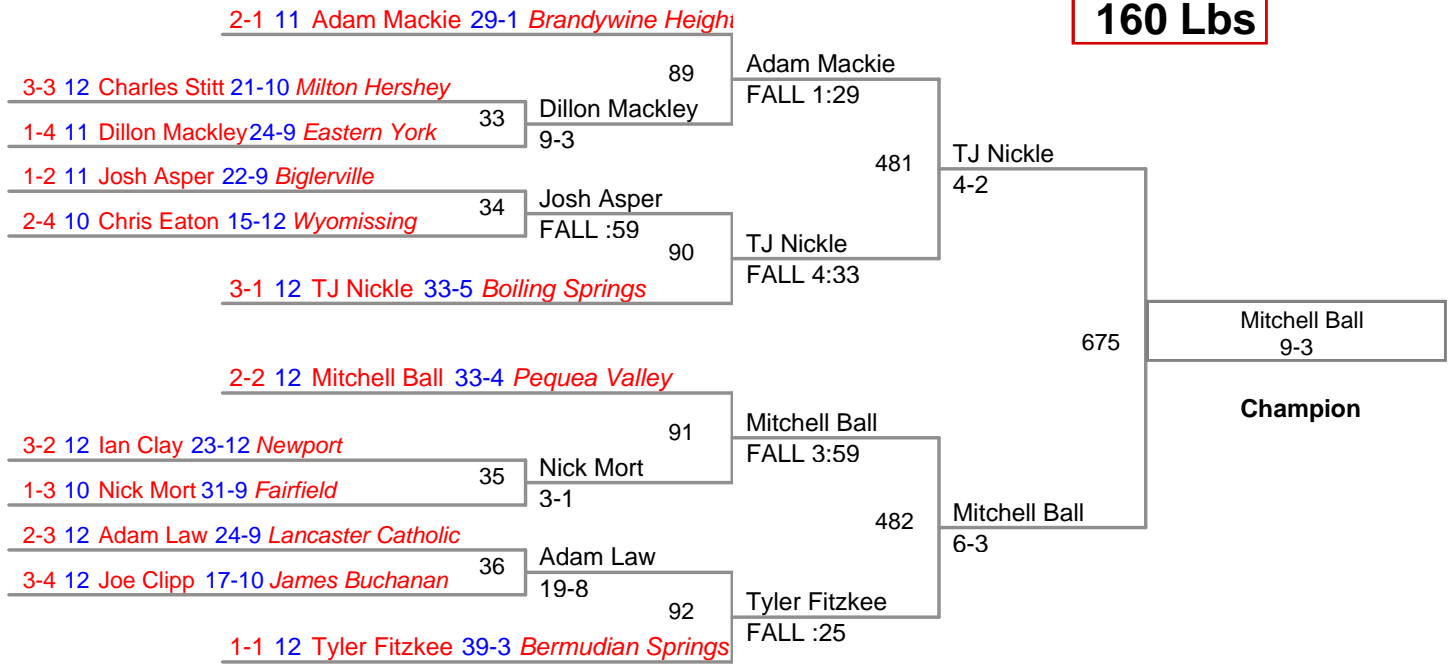 160 Lbs
2-1 11 Adam Mackie 29-1 Brandywine Height
89
Adam Mackie
FALL 1:29
3-3 12 Charles Stitt 21-10 Milton Hershey
33
Dillon Mackley
9-3
1-4 11 Dillon Mackley 24-9 Eastern York
481
TJ Nickle
4-2
1-2 11 Josh Asper 22-9 Biglerville
34
Josh Asper
FALL :59
2-4 10 Chris Eaton 15-12 Wyomissing
90
TJ Nickle
FALL 4:33
3-1 12 TJ Nickle 33-5 Boiling Springs
675
Mitchell Ball
9-3
Champion
2-2 12 Mitchell Ball 33-4 Pequea Valley
91
Mitchell Ball
FALL 3:59
3-2 12 Ian Clay 23-12 Newport
35
Nick Mort
3-1
1-3 10 Nick Mort 31-9 Fairfield
482
Mitchell Ball
6-3
2-3 12 Adam Law 24-9 Lancaster Catholic
36
Adam Law
19-8
3-4 12 Joe Clipp 17-10 James Buchanan
92
Tyler Fitzkee
FALL :25
1-1 12 Tyler Fitzkee 39-3 Bermudian Springs